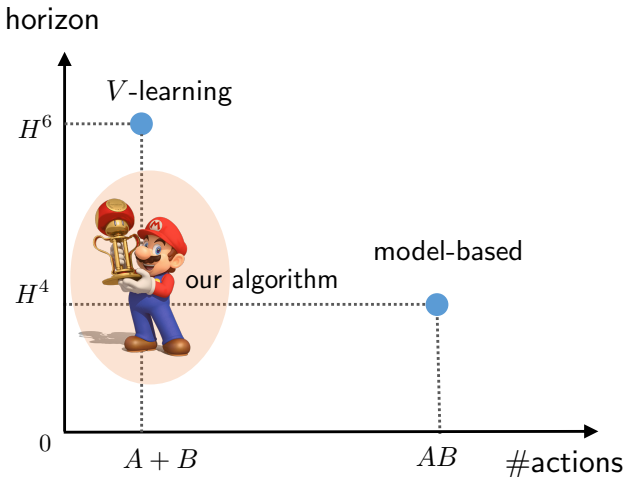 horizon
V-learning
H^6
M
model-based
our algorithm
H^4
0
A + B
AB
#actions